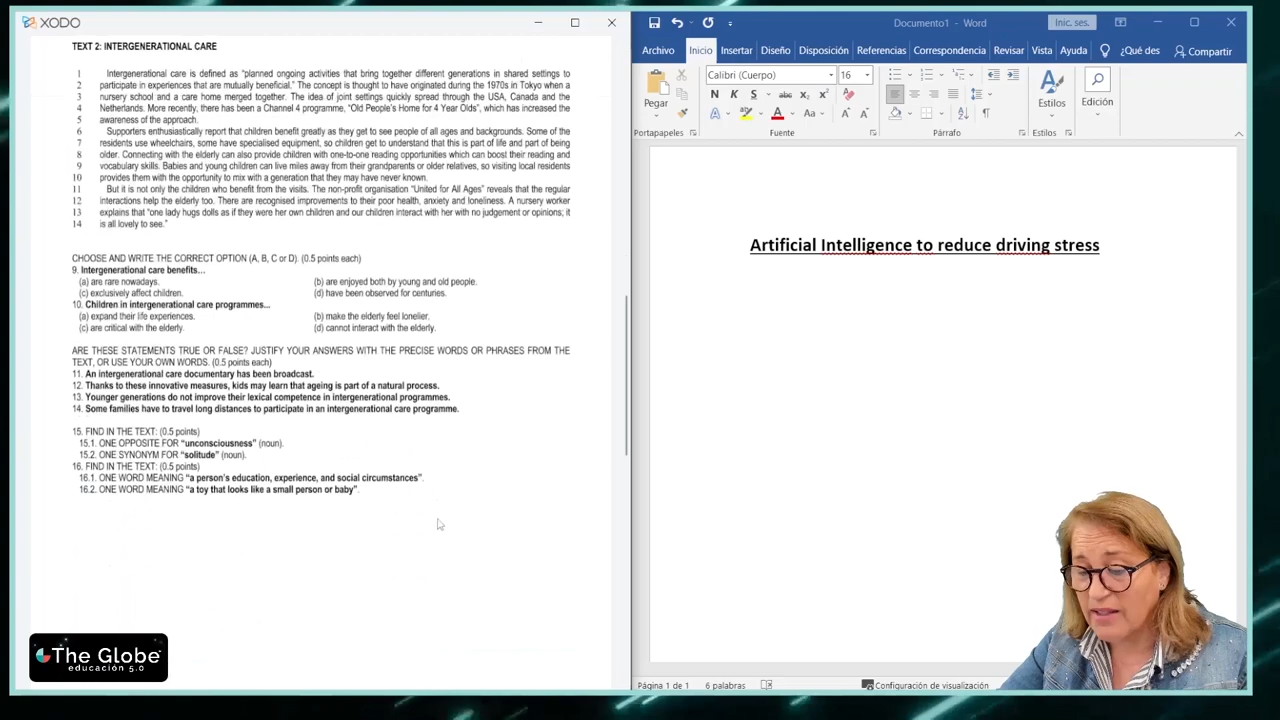 XODO
TEXT 2: INTERGENERATIONAL CARE
1 Intergenerational care is defined as “planned ongoing activities that bring together different generations in shared settings to
2 participate in experiences that are mutually beneficial.” The concept is thought to have originated during the 1970s in Tokyo when a
3 nursery school and a care home merged together. The idea of joint settings quickly spread through the USA, Canada and the
4 Netherlands. More recently, there has been a Channel 4 programme, “Old People's Home for 4 Year Olds”, which has increased the
5 awareness of the approach.
6 Supporters enthusiastically report that children benefit greatly as they get to see people of all ages and backgrounds. Some of the
7 residents use wheelchairs, some have specialised equipment, so children get to understand that this is part of life and part of being
8 older. Connecting with the elderly can also provide children with one-to-one reading opportunities which can boost their reading and
9 vocabulary skills. Babies and young children can live miles away from their grandparents or older relatives, so visiting local residents
10 provides them with the opportunity to mix with a generation that they may have never known.
11 But it is not only the children who benefit from the visits. The non-profit organisation “United for All Ages” reveals that the regular
12 interactions help the elderly too. There are recognised improvements to their poor health, anxiety and loneliness. A nursery worker
13 explains that “one lady hugs dolls as if they were her own children and our children interact with her with no judgement or opinions; it
14 is all lovely to see.”
CHOOSE AND WRITE THE CORRECT OPTION (A, B, C or D). (0.5 points each)
9. Intergenerational care benefits...
(a) are rare nowadays. (b) are enjoyed both by young and old people.
(c) exclusively affect children. (d) have been observed for centuries.
10. Children in intergenerational care programmes...
(a) expand their life experiences. (b) make the elderly feel lonelier.
(c) are critical with the elderly. (d) cannot interact with the elderly.
ARE THESE STATEMENTS TRUE OR FALSE? JUSTIFY YOUR ANSWERS WITH THE PRECISE WORDS OR PHRASES FROM THE
TEXT, OR USE YOUR OWN WORDS. (0.5 points each)
11. An intergenerational care documentary has been broadcast.
12. Thanks to these innovative measures, kids may learn that ageing is part of a natural process.
13. Younger generations do not improve their lexical competence in intergenerational programmes.
14. Some families have to travel long distances to participate in an intergenerational care programme.
15. FIND IN THE TEXT: (0.5 points)
15.1. ONE OPPOSITE FOR “unconsciousness” (noun).
15.2. ONE SYNONYM FOR “solitude” (noun).
16. FIND IN THE TEXT: (0.5 points)
16.1. ONE WORD MEANING “a person's education, experience, and social circumstances”.
16.2. ONE WORD MEANING “a toy that looks like a small person or baby”.
The Globe
educación 5.0
Documento1 - Word
Inic. ses.
Archivo Inicio Insertar Diseño Disposición Referencias Correspondencia Revisar Vista Ayuda ¿Qué des Compartir
Calibri (Cuerpo) 16
N K S abc x₂ x²
Pegar Estilos Edición
A A Aa A A
Portapapeles Fuente Párrafo Estilos
Artificial Intelligence to reduce driving stress
Página 1 de 1 6 palabras Configuración de visualización